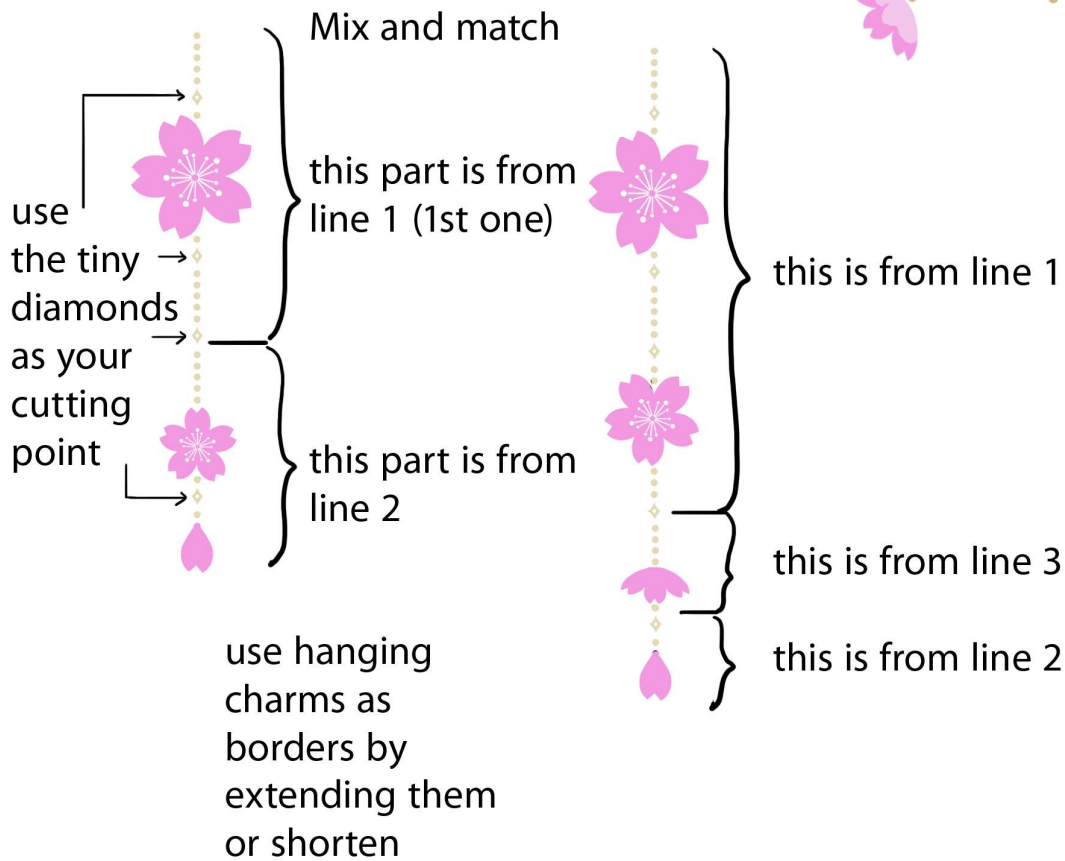 Mix and match
this part is from
line 1 (1st one)
use
the tiny
diamonds
as your
cutting
point
this part is from
line 2
this is from line 1
this is from line 3
this is from line 2
use hanging
charms as
borders by
extending them
or shorten